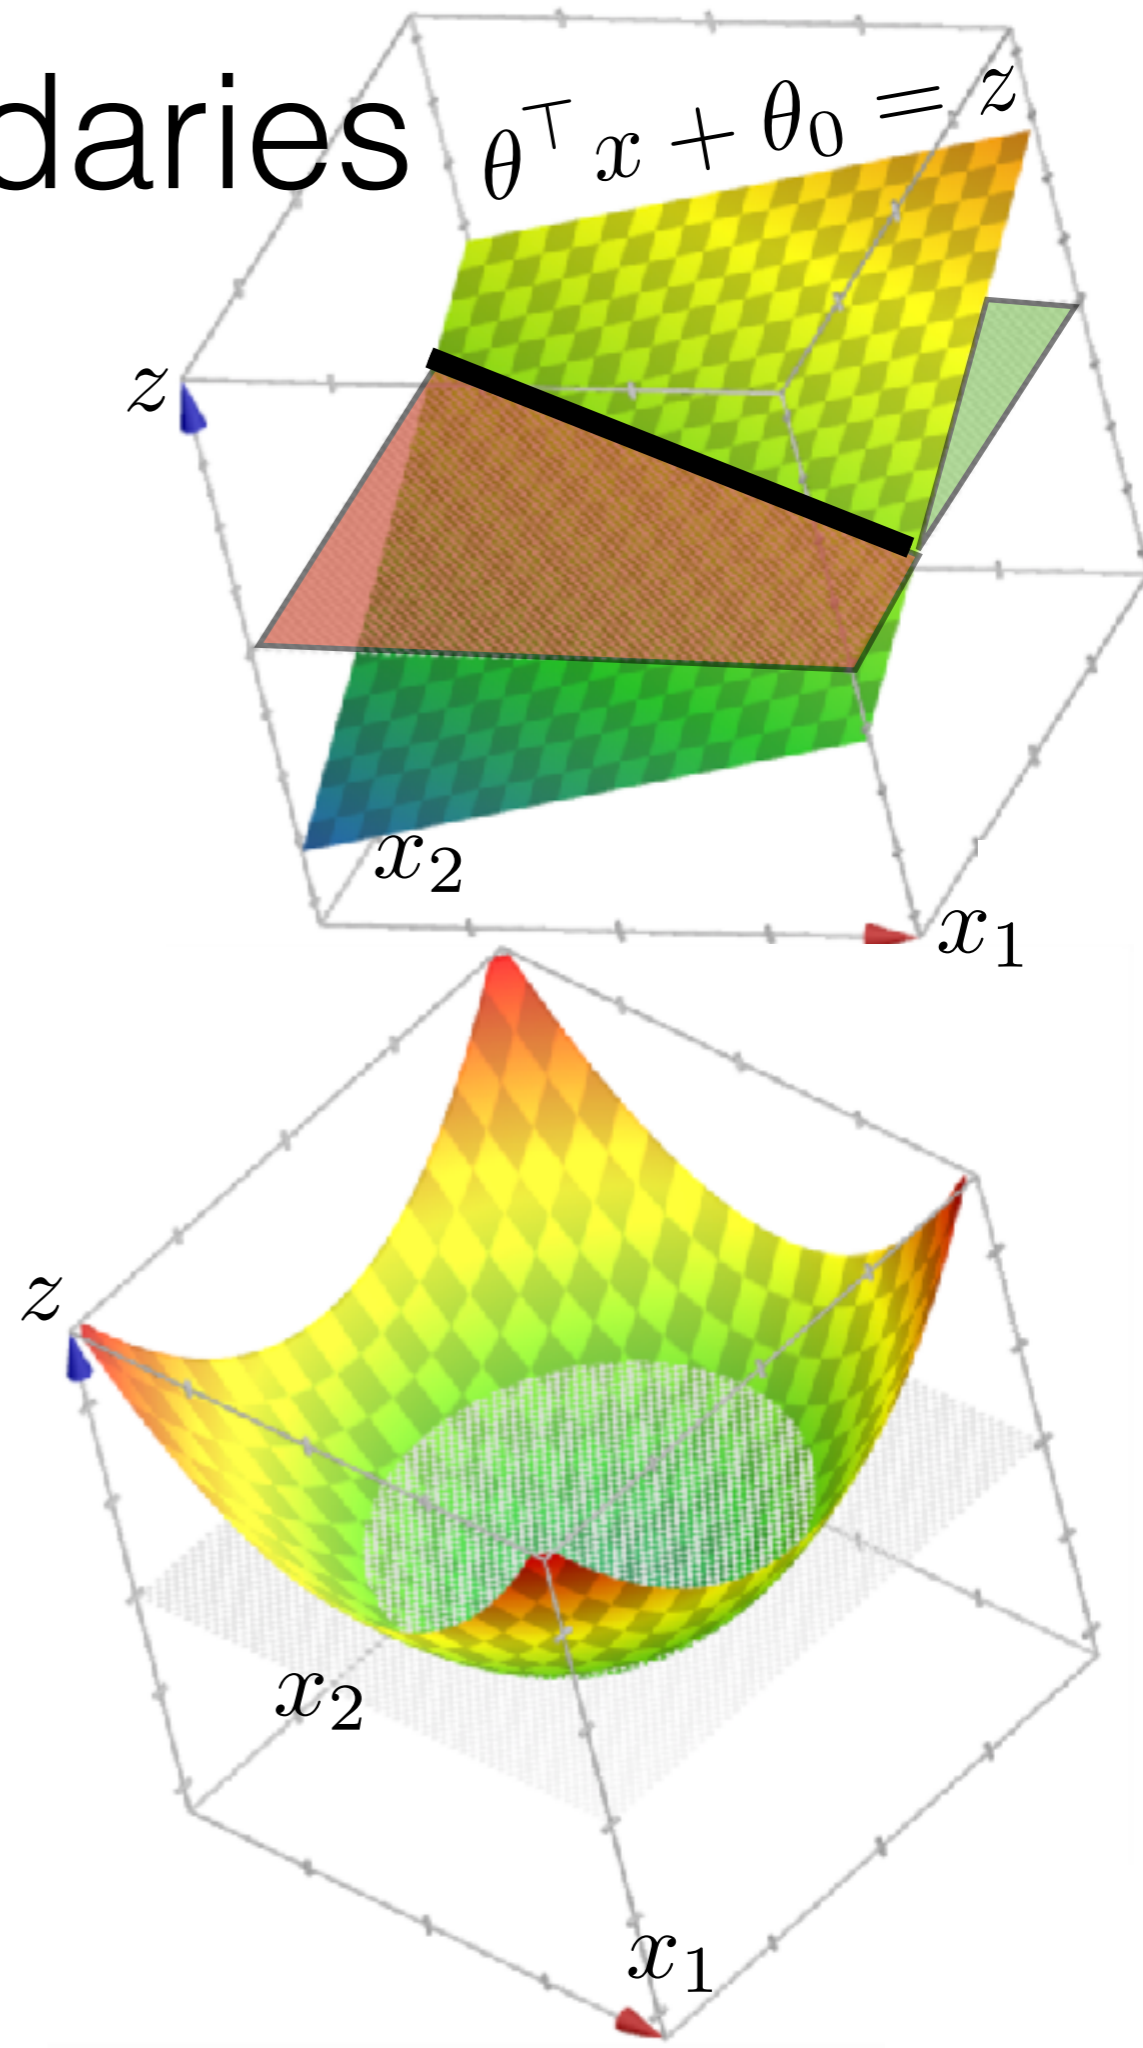 daries
θ⊤x + θ₀ = z
z
x₂
x₁
z
x₂
x₁